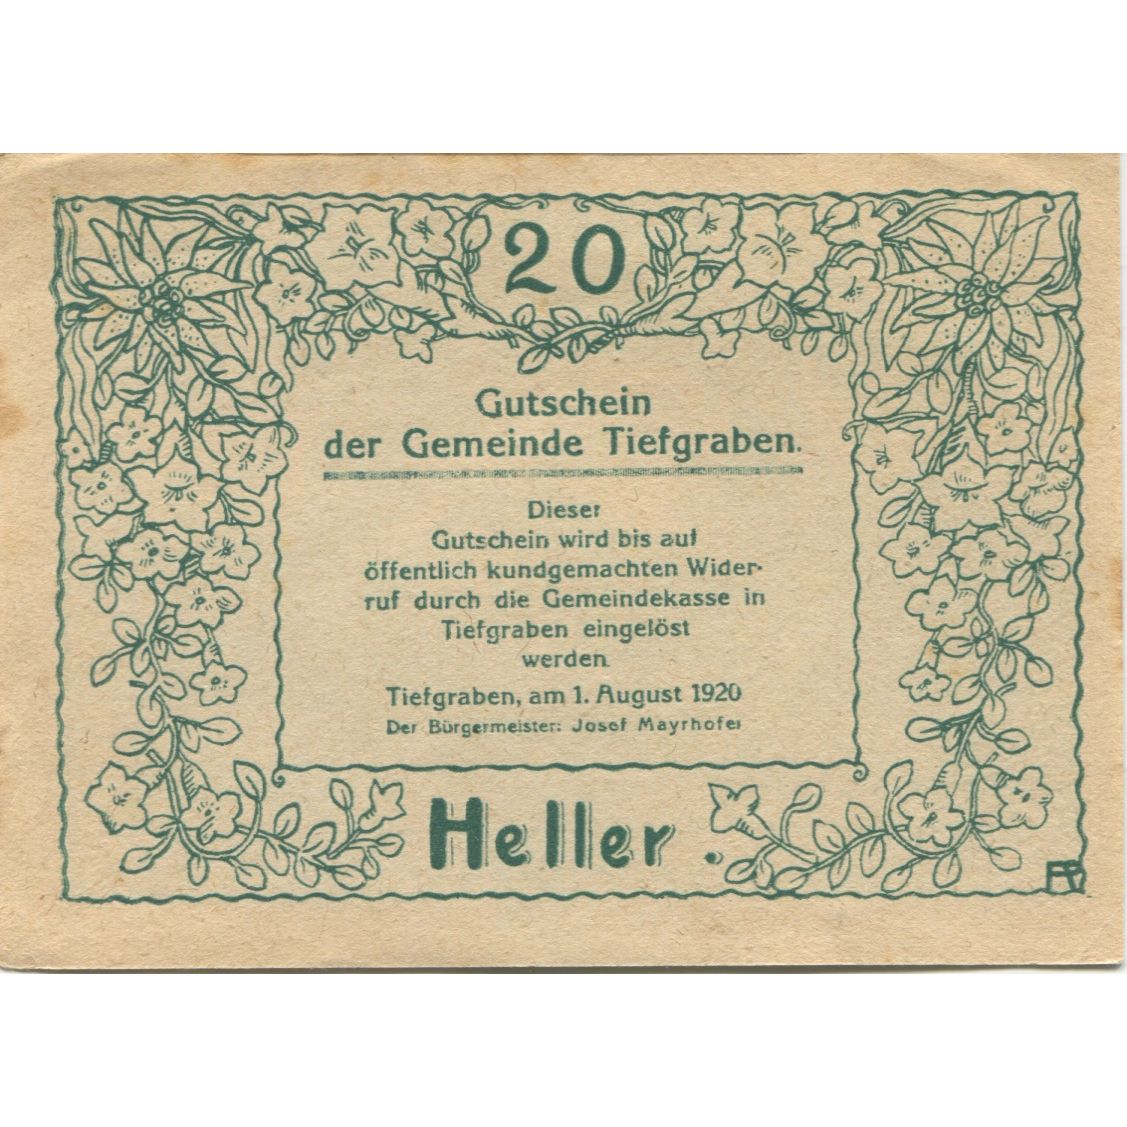 20
Gutschein
der Gemeinde Tiefgraben.
Dieser
Gutschein wird bis auf
öffentlich kundgemachten Wider-
ruf durch die Gemeindekasse in
Tiefgraben eingelöst
werden.
Tiefgraben, am 1. August 1920
Der Bürgermeister: Josef Mayrhofer
Heller.